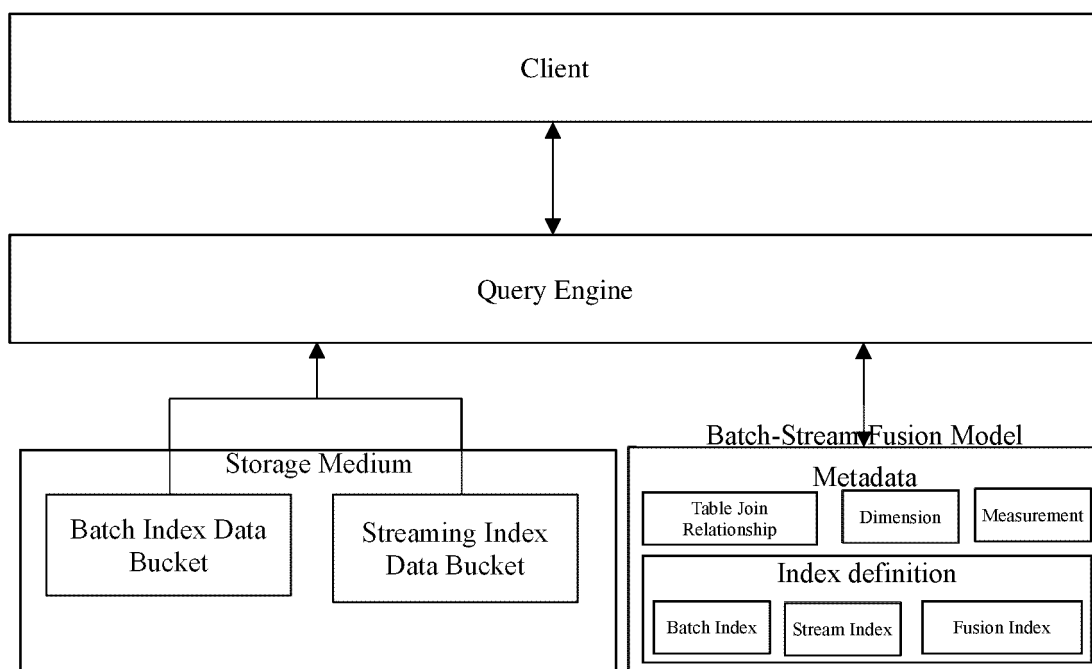 Client
Query Engine
Storage Medium
Batch Index Data
Bucket
Streaming Index
Data Bucket
Batch-Stream Fusion Model
Metadada
Table Join
Relationship
Dimension
Measurement
Index definition
Batch Index
Stream Index
Fusion Index